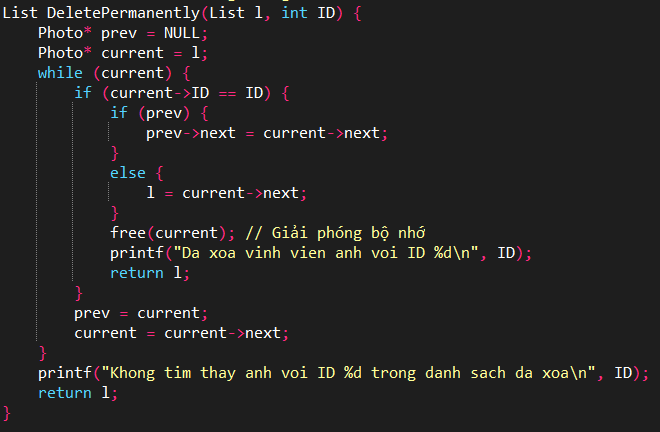 List DeletePermanently(List l, int ID) {
    Photo* prev = NULL;
    Photo* current = l;
    while (current) {
        if (current->ID == ID) {
            if (prev) {
                prev->next = current->next;
            }
            else {
                l = current->next;
            }
            free(current); // Giải phóng bộ nhớ
            printf("Da xoa vinh vien anh voi ID %d\n", ID);
            return l;
        }
        prev = current;
        current = current->next;
    }
    printf("Khong tim thay anh voi ID %d trong danh sach da xoa\n", ID);
    return l;
}